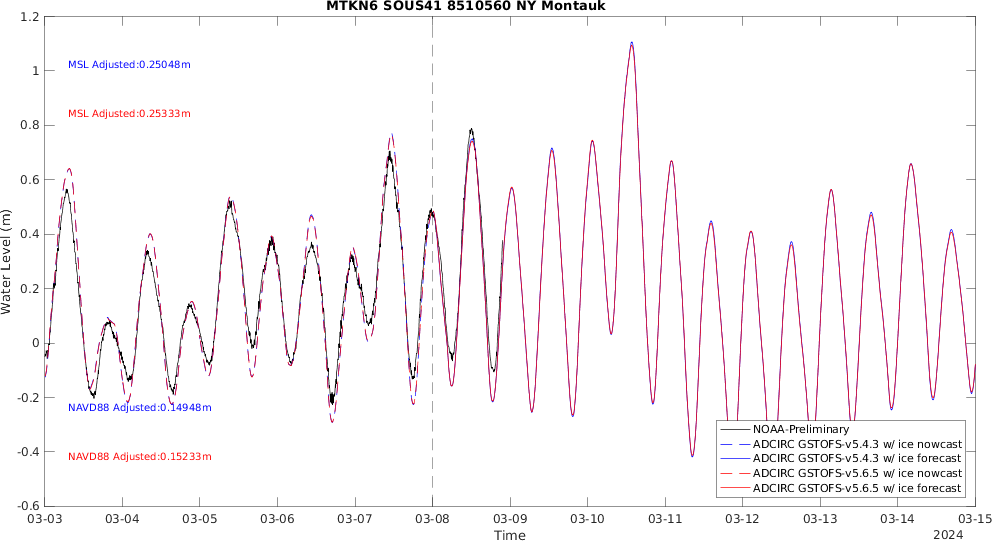 MTKN6 SOUS41 8510560 NY Montauk
1.2
1
0.8
0.6
0.4
0.2
0
-0.2
-0.4
-0.6
Water Level (m)
MSL Adjusted:0.25048m
MSL Adjusted:0.25333m
NAVD88 Adjusted:0.14948m
NAVD88 Adjusted:0.15233m
NOAA-Preliminary
ADCIRC GSTOFS-v5.4.3 w/ ice nowcast
ADCIRC GSTOFS-v5.4.3 w/ ice forecast
ADCIRC GSTOFS-v5.6.5 w/ ice nowcast
ADCIRC GSTOFS-v5.6.5 w/ ice forecast
03-03 03-04 03-05 03-06 03-07 03-08 03-09 03-10 03-11 03-12 03-13 03-14 03-15
Time
2024